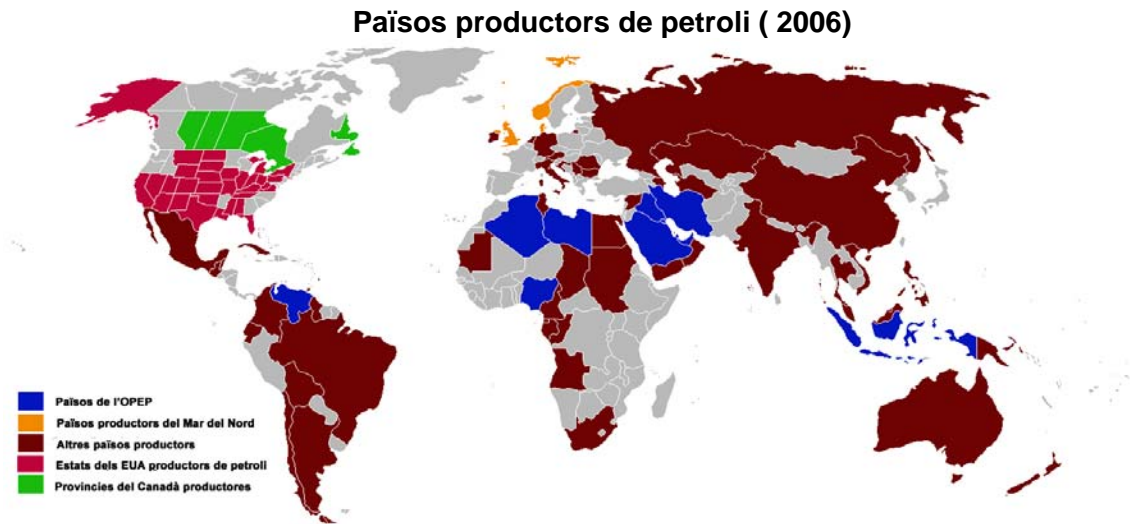 Països productors de petroli ( 2006)
Països de l'OPEP
Països productors del Mar del Nord
Altres països productors
Estats dels EUA productors de petroli
Provincies del Canadà productores